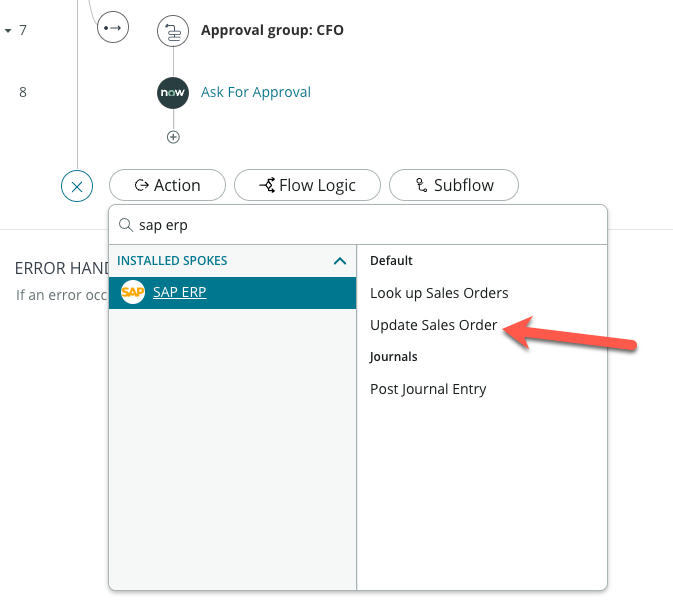 7
Approval group: CFO
8
now
Ask For Approval
Action
Flow Logic
Subflow
sap erp
INSTALLED SPOKES
Default
SAP
SAP ERP
Look up Sales Orders
Update Sales Order
Journals
Post Journal Entry
ERROR HAND
If an error occ